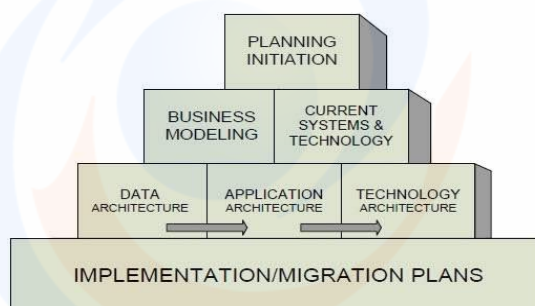 PLANNING
INITIATION
BUSINESS
MODELING
CURRENT
SYSTEMS &
TECHNOLOGY
DATA
ARCHITECTURE
APPLICATION
ARCHITECTURE
TECHNOLOGY
ARCHITECTURE
IMPLEMENTATION/MIGRATION PLANS